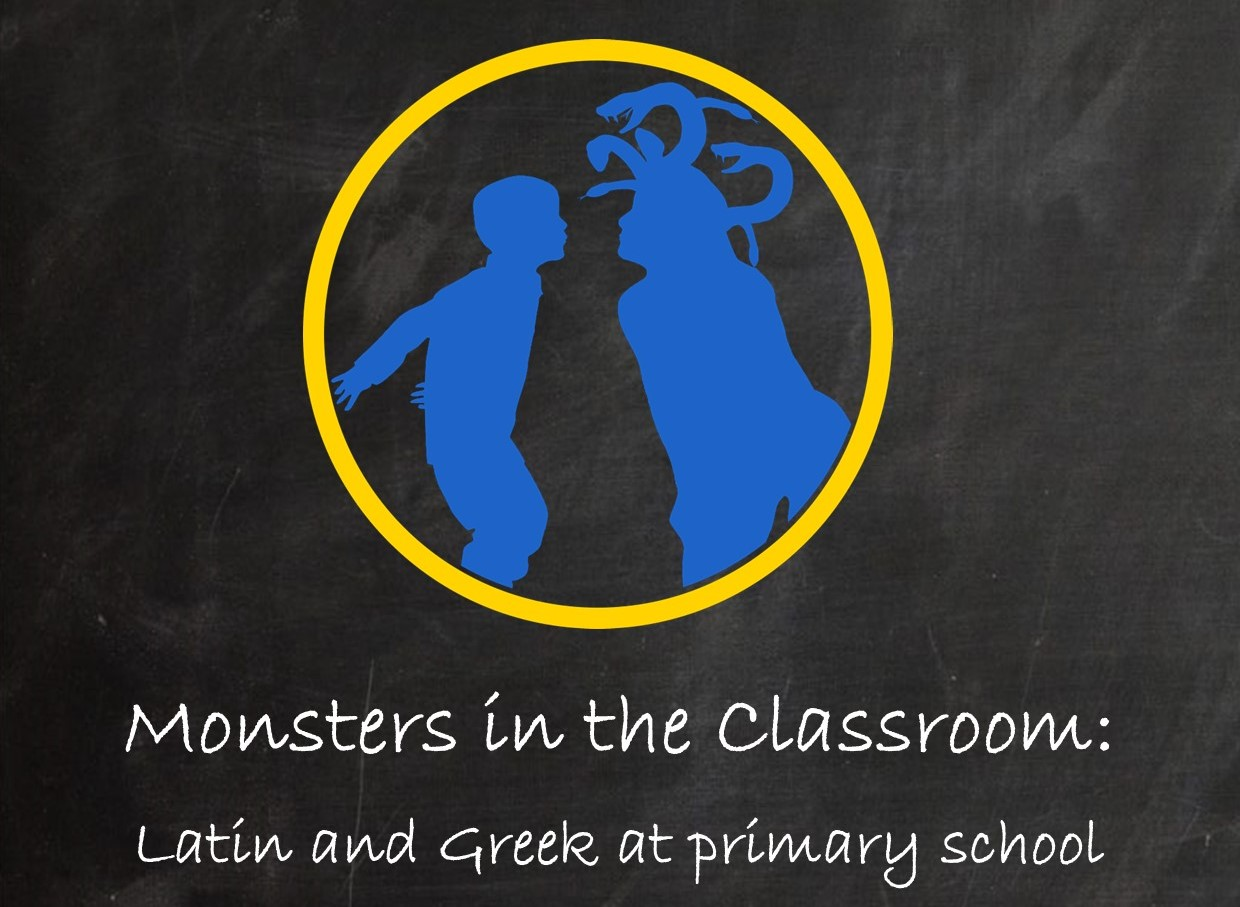 Monsters in the Classroom:
Latin and Greek at primary school